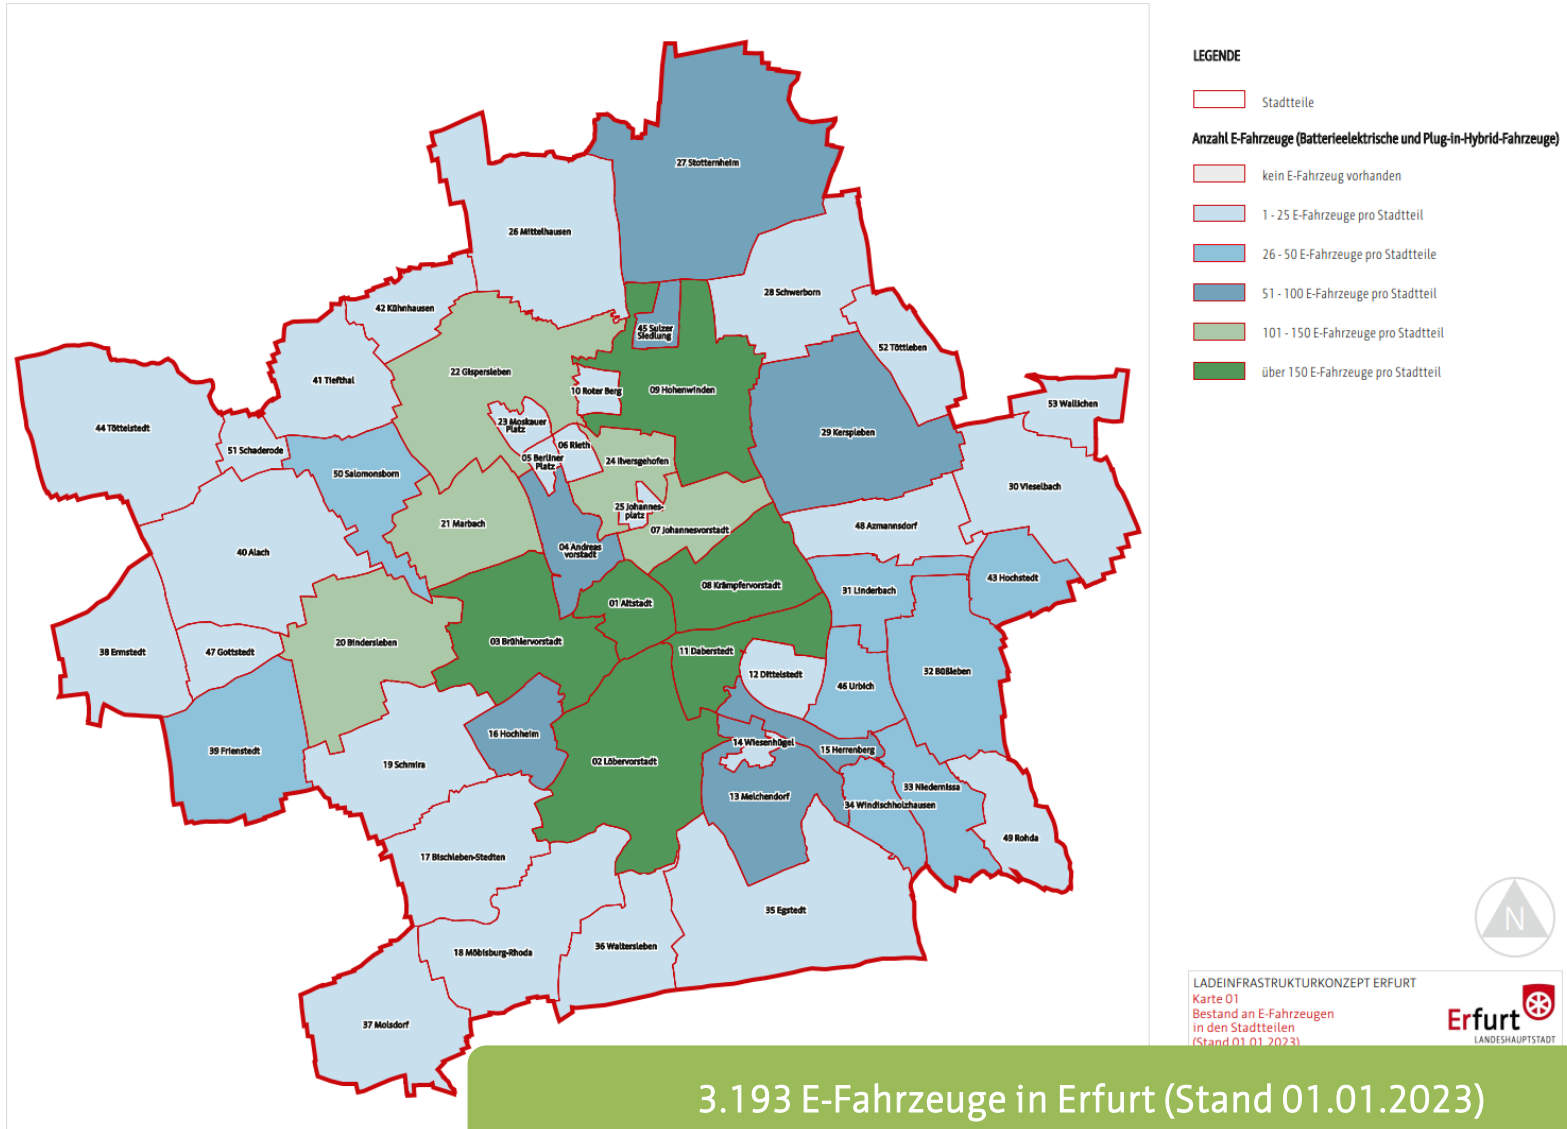 LEGENDE
Stadtteile
Anzahl E-Fahrzeuge (Batterieelektrische und Plug-in-Hybrid-Fahrzeuge)
kein E-Fahrzeug vorhanden
1 - 25 E-Fahrzeuge pro Stadtteil
26 - 50 E-Fahrzeuge pro Stadtteile
51 - 100 E-Fahrzeuge pro Stadtteil
101 - 150 E-Fahrzeuge pro Stadtteil
über 150 E-Fahrzeuge pro Stadtteil
27 Stotternheim
26 Mittelhausen
28 Schwerborn
42 Kühnhausen
45 Sulzer
Siedlung
52 Töttleben
22 Gispersleben
41 Tiefthal
10 Roter Berg
09 Hohenwinden
53 Wallichen
44 Töttelstedt
23 Moskauer
Platz
29 Kerspleben
51 Schaderode
06 Rieth
05 Berliner
Platz
24 Ilversgehofen
50 Salomonsborn
30 Vieselbach
25 Johannes-
platz
21 Marbach
07 Johannesvorstadt
48 Azmannsdorf
40 Alach
04 Andreas
vorstadt
43 Hochstedt
08 Krämpfervorstadt
31 Linderbach
01 Altstadt
20 Bindersleben
03 Brühlervorstadt
38 Ermstedt
47 Gottstedt
11 Daberstedt
12 Dittelstedt
32 Büßleben
46 Urbich
16 Hochheim
14 Wiesenhügel
39 Frienstedt
15 Herrenberg
19 Schmira
02 Löbervorstadt
33 Niedernissa
13 Melchendorf
34 Windischholzhausen
49 Rohda
17 Bischleben-Stedten
35 Egstedt
36 Waltersleben
18 Möbisburg-Rhoda
37 Molsdorf
N
LADEINFRASTRUKTURKONZEPT ERFURT
Karte 01
Bestand an E-Fahrzeugen
in den Stadtteilen
(Stand 01.01.2023)
Erfurt
LANDESHAUPTSTADT
3.193 E-Fahrzeuge in Erfurt (Stand 01.01.2023)